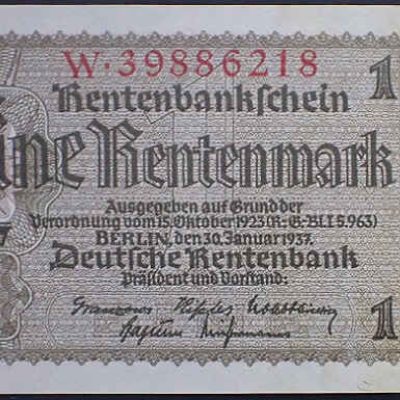 W·39886218
1
Rentenbankschein
ine Rentenmark
Ausgegeben auf Grund der
Verordnung vom 15. Oktober 1923 (R.-G.-Bl. I S. 963)
BERLIN, den 30. Januar 1937.
Deutsche Rentenbank
Präsident und Vorstand:
1